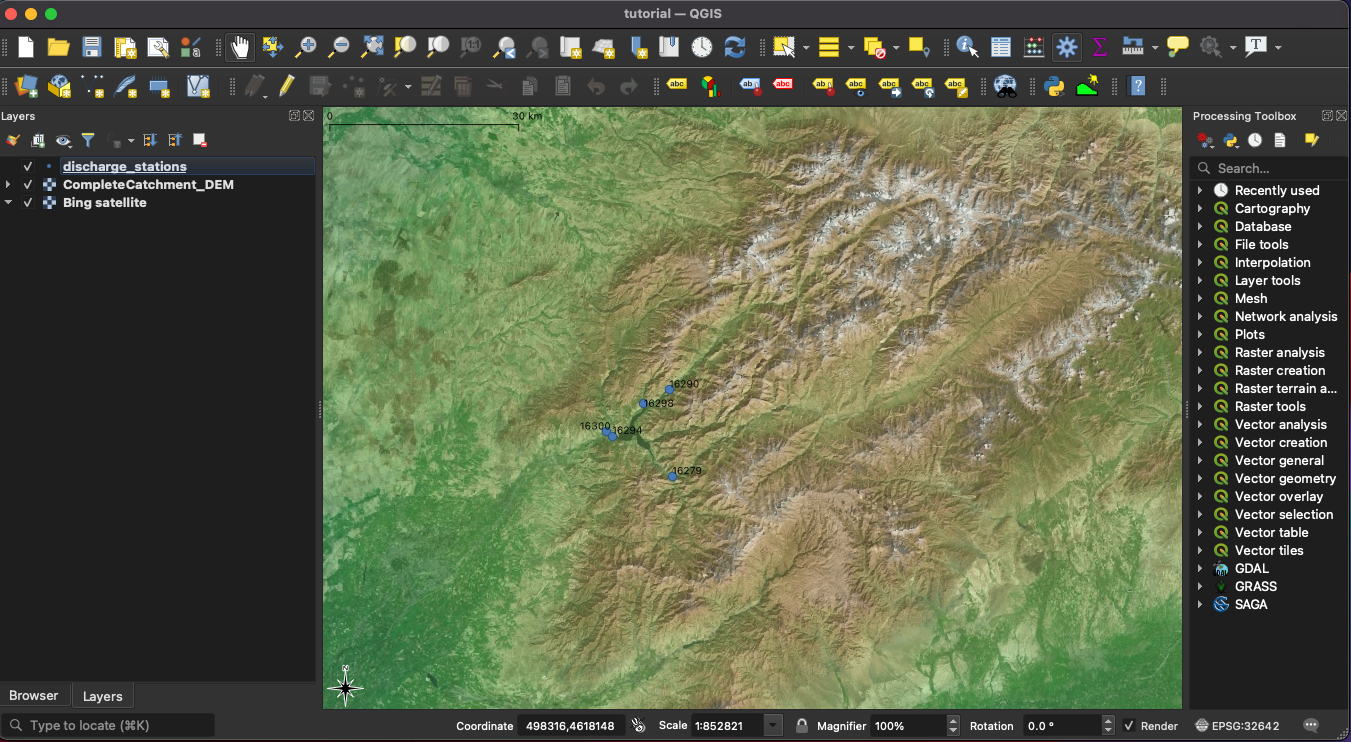 tutorial — QGIS
Layers
discharge_stations
CompleteCatchment_DEM
Bing satellite
Browser
Layers
0 30 km
16290
16298
16300
16294
16279
N
Processing Toolbox
Search...
Recently used
Cartography
Database
File tools
Interpolation
Layer tools
Mesh
Network analysis
Plots
Raster analysis
Raster creation
Raster terrain a...
Raster tools
Vector analysis
Vector creation
Vector general
Vector geometry
Vector overlay
Vector selection
Vector table
Vector tiles
GDAL
GRASS
SAGA
Type to locate (⌘K)
Coordinate 498316,4618148 Scale 1:852821 Magnifier 100% Rotation 0.0 ° Render EPSG:32642